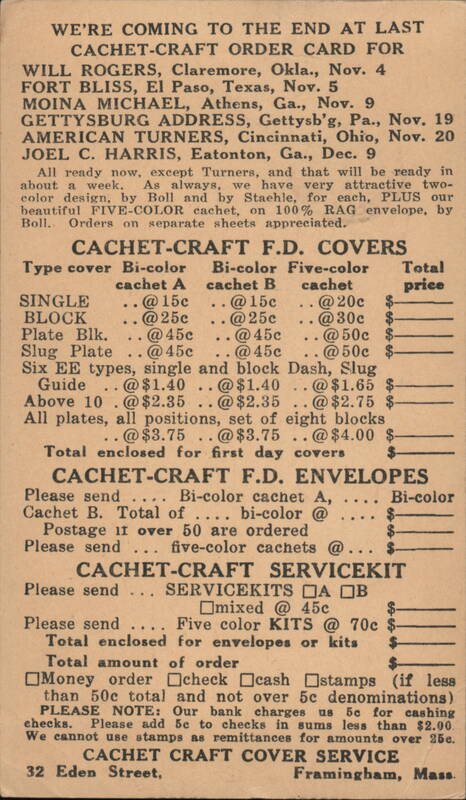 WE'RE COMING TO THE END AT LAST
CACHET-CRAFT ORDER CARD FOR
WILL ROGERS, Claremore, Okla., Nov. 4
FORT BLISS, El Paso, Texas, Nov. 5
MOINA MICHAEL, Athens, Ga., Nov. 9
GETTYSBURG ADDRESS, Gettysb'g, Pa., Nov. 19
AMERICAN TURNERS, Cincinnati, Ohio, Nov. 20
JOEL C. HARRIS, Eatonton, Ga., Dec. 9
All ready now, except Turners, and that will be ready in
about a week. As always, we have very attractive two-
color design, by Boll and by Staehle, for each, PLUS our
beautiful FIVE-COLOR cachet, on 100% RAG envelope, by
Boll. Orders on separate sheets appreciated.
CACHET-CRAFT F.D. COVERS
Type cover Bi-color Bi-color Five-color Total
cachet A cachet B cachet price
SINGLE ..@15c ..@15c ..@20c $
BLOCK ..@25c ..@25c ..@30c $
Plate Blk. ..@45c ..@45c ..@50c $
Slug Plate ..@45c ..@45c ..@50c $
Six EE types, single and block Dash, Slug
Guide ..@$1.40 ..@$1.40 ..@$1.65 $
Above 10 .@$2.35 ..@$2.35 ..@$2.75 $
All plates, all positions, set of eight blocks
..@$3.75 ..@$3.75 ..@$4.00 $
Total enclosed for first day covers $
CACHET-CRAFT F.D. ENVELOPES
Please send .... Bi-color cachet A, .... Bi-color
Cachet B. Total of .... bi-color @ .... $
Postage if over 50 are ordered $
Please send ... five-color cachets @... $
CACHET-CRAFT SERVICEKIT
Please send ... SERVICEKITS □A □B
□mixed @ 45c $
Please send .... Five color KITS @ 70c $
Total enclosed for envelopes or kits $
Total amount of order $
□Money order □check □cash □stamps (if less
than 50c total and not over 5c denominations)
PLEASE NOTE: Our bank charges us 5c for cashing
checks. Please add 5c to checks in sums less than $2.00.
We cannot use stamps as remittances for amounts over 25c.
CACHET CRAFT COVER SERVICE
32 Eden Street, Framingham, Mass.